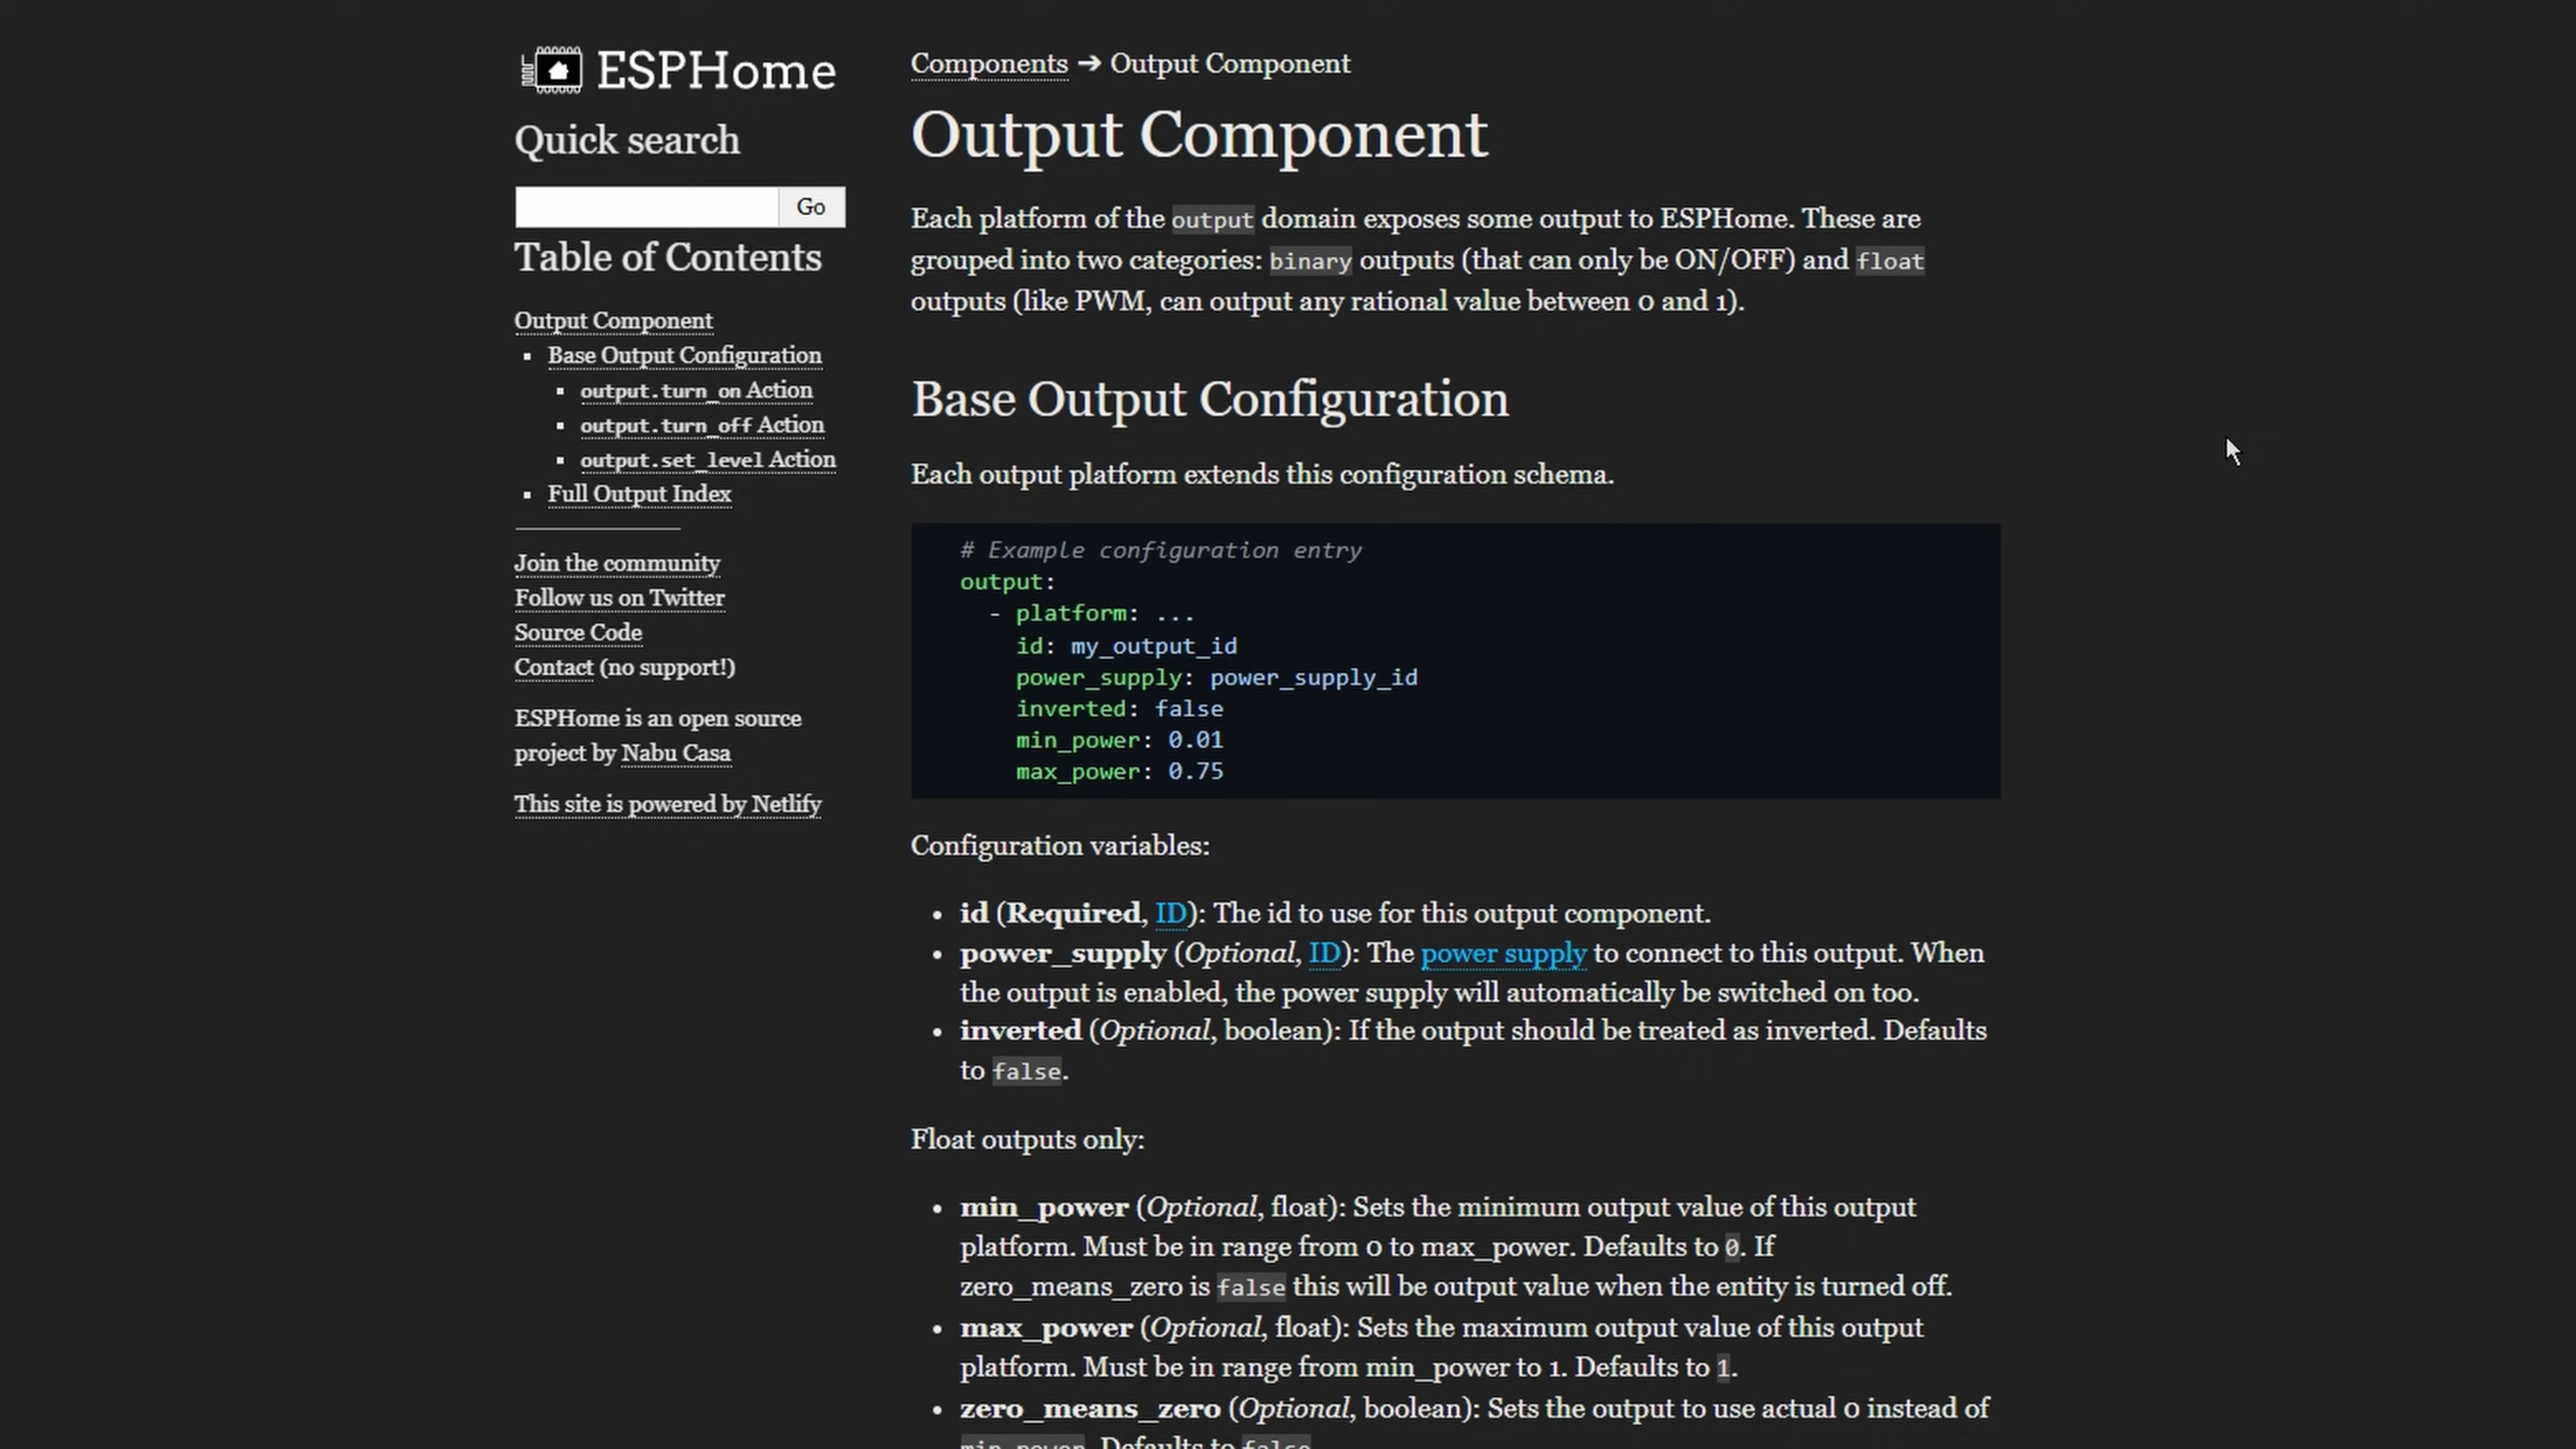 ESPHome
Quick search
Go
Table of Contents
Output Component
Base Output Configuration
output.turn_on Action
output.turn_off Action
output.set_level Action
Full Output Index
Join the community
Follow us on Twitter
Source Code
Contact (no support!)
ESPHome is an open source
project by Nabu Casa
This site is powered by Netlify
Components ➔ Output Component
Output Component
Each platform of the output domain exposes some output to ESPHome. These are
grouped into two categories: binary outputs (that can only be ON/OFF) and float
outputs (like PWM, can output any rational value between 0 and 1).
Base Output Configuration
Each output platform extends this configuration schema.
# Example configuration entry
output:
- platform: ...
id: my_output_id
power_supply: power_supply_id
inverted: false
min_power: 0.01
max_power: 0.75
Configuration variables:
id (Required, ID): The id to use for this output component.
power_supply (Optional, ID): The power supply to connect to this output. When
the output is enabled, the power supply will automatically be switched on too.
inverted (Optional, boolean): If the output should be treated as inverted. Defaults
to false.
Float outputs only:
min_power (Optional, float): Sets the minimum output value of this output
platform. Must be in range from 0 to max_power. Defaults to 0. If
zero_means_zero is false this will be output value when the entity is turned off.
max_power (Optional, float): Sets the maximum output value of this output
platform. Must be in range from min_power to 1. Defaults to 1.
zero_means_zero (Optional, boolean): Sets the output to use actual 0 instead of
min_power. Defaults to false